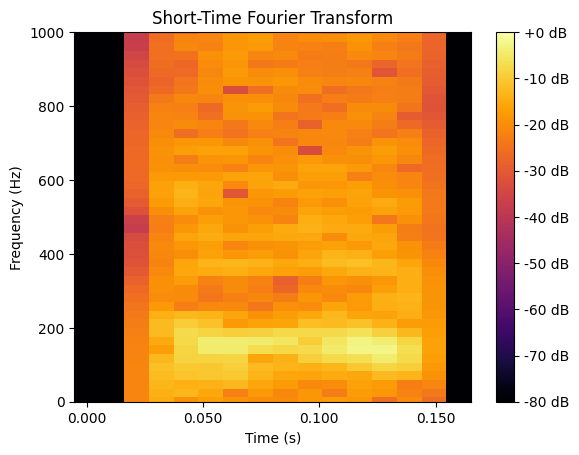 Short-Time Fourier Transform
1000
800
600
400
200
0
Frequency (Hz)
0.000
0.050
0.100
0.150
Time (s)
+0 dB
-10 dB
-20 dB
-30 dB
-40 dB
-50 dB
-60 dB
-70 dB
-80 dB